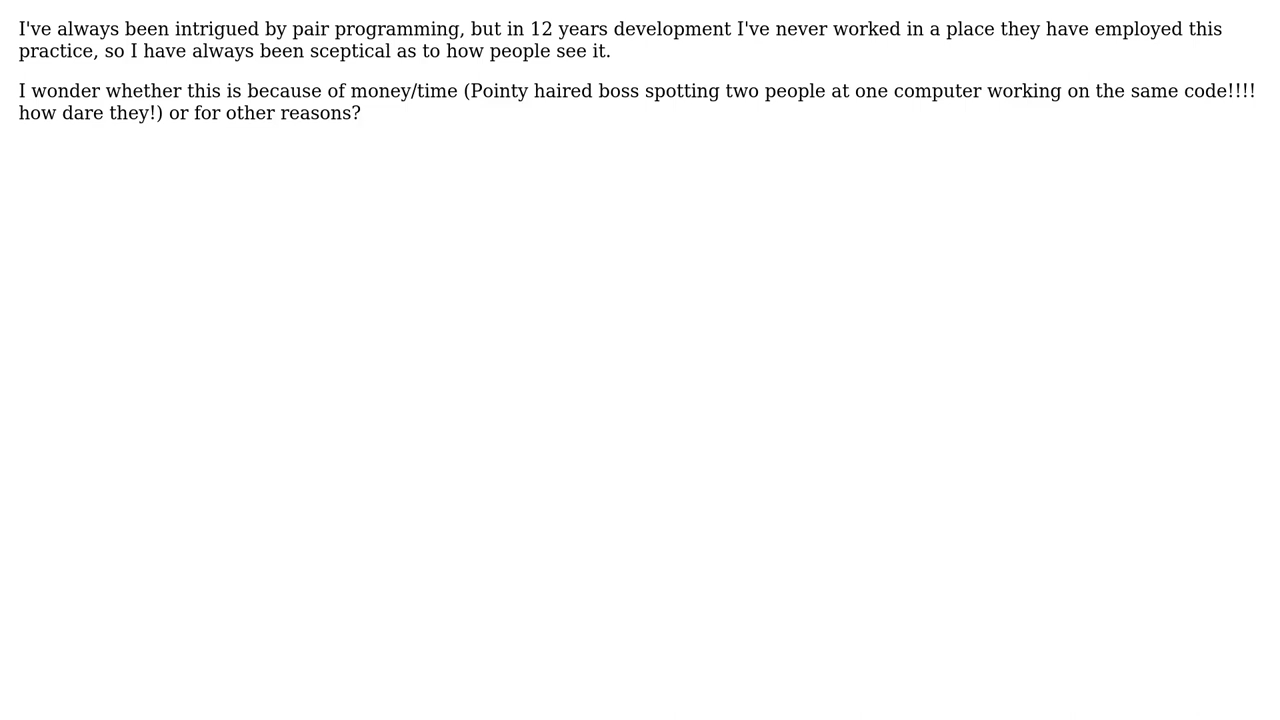 I've always been intrigued by pair programming, but in 12 years development I've never worked in a place they have employed this
practice, so I have always been sceptical as to how people see it.
I wonder whether this is because of money/time (Pointy haired boss spotting two people at one computer working on the same code!!!!
how dare they!) or for other reasons?